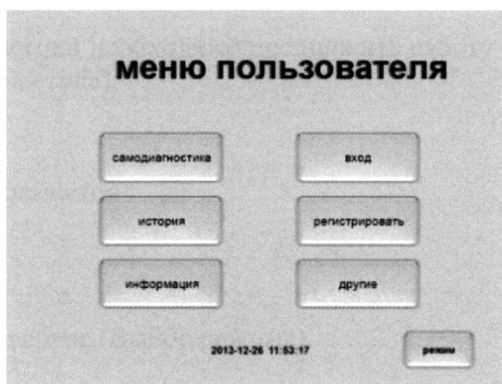 меню пользователя
самодиагностика
вход
история
регистрировать
информация
другие
2013-12-26 11:53:17
режим